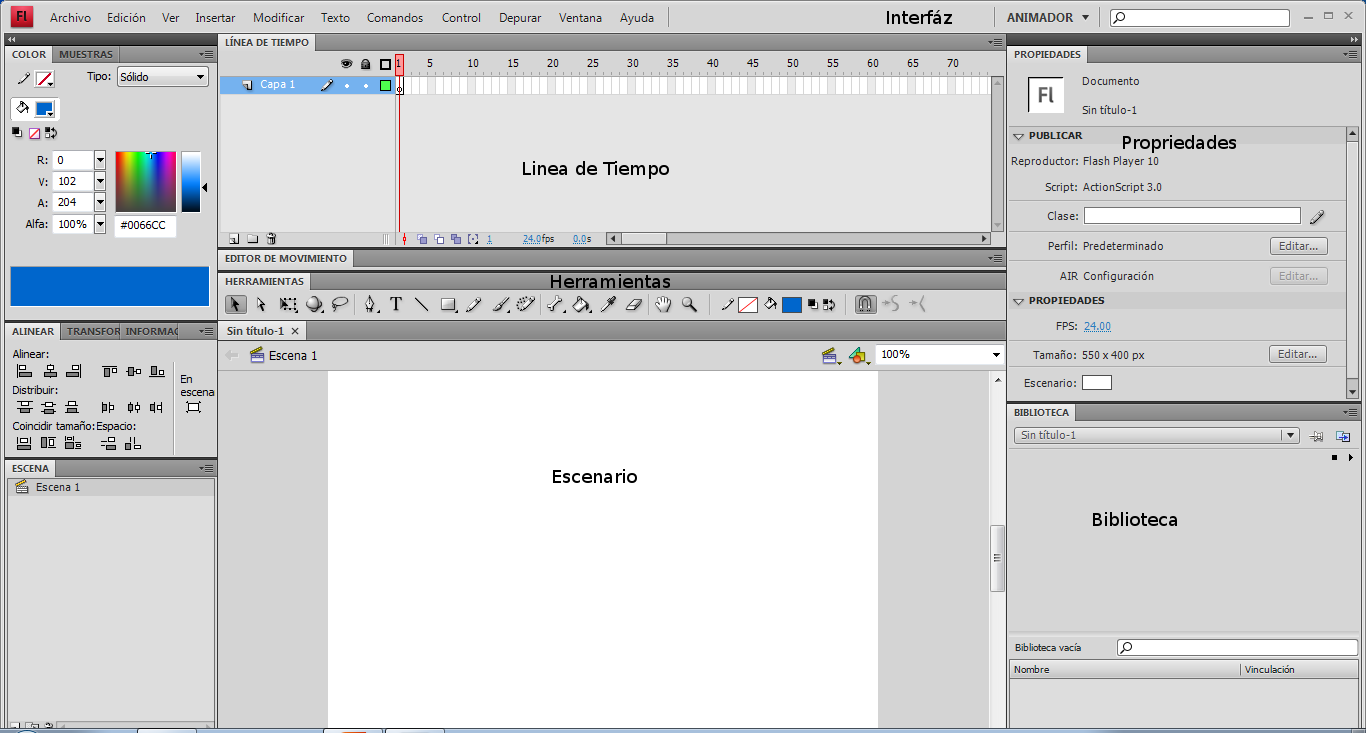 Fl Archivo Edición Ver Insertar Modificar Texto Comandos Control Depurar Ventana Ayuda Interfáz ANIMADOR
COLOR MUESTRAS
Tipo: Sólido
R: 0
V: 102
A: 204
Alfa: 100% #0066CC
ALINEAR TRANSFOR INFORMAC
Alinear:
Distribuir:
En
escena
Coincidir tamaño: Espacio:
ESCENA
Escena 1
LÍNEA DE TIEMPO
1 5 10 15 20 25 30 35 40 45 50 55 60 65 70
Capa 1
Linea de Tiempo
1 24.0fps 0.0s
EDITOR DE MOVIMIENTO
HERRAMIENTAS Herramientas
T
Sin título-1
Escena 1 100%
Escenario
PROPIEDADES
Fl
Documento
Sin título-1
PUBLICAR
Propriedades
Reproductor: Flash Player 10
Script: ActionScript 3.0
Clase:
Perfil: Predeterminado Editar...
AIR Configuración Editar...
PROPIEDADES
FPS: 24.00
Tamaño: 550 x 400 px Editar...
Escenario:
BIBLIOTECA
Sin título-1
Biblioteca
Biblioteca vacía
Nombre Vinculación